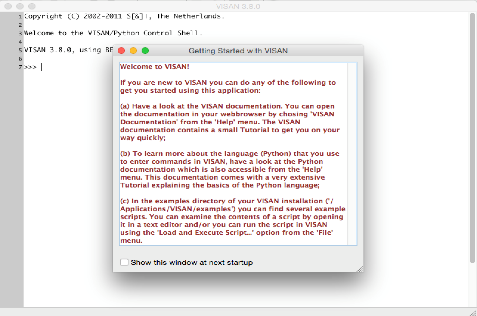 VISAN 3.8.0
1 Copyright (C) 2002-2011 S[&]T, The Netherlands.
2
3 Welcome to the VISAN/Python Control Shell.
4
5 VISAN 3.8.0, using BE
6
7 >>>
Getting Started with VISAN
Welcome to VISAN!
If you are new to VISAN you can do any of the following to
get you started using this application:
(a) Have a look at the VISAN documentation. You can open
the documentation in your webbrowser by chosing 'VISAN
Documentation' from the 'Help' menu. The VISAN
documentation contains a small Tutorial to get you on your
way quickly;
(b) To learn more about the language (Python) that you use
to enter commands in VISAN, have a look at the Python
documentation which is also accessible from the 'Help'
menu. This documentation comes with a very extensive
Tutorial explaining the basics of the Python language;
(c) In the examples directory of your VISAN installation ('/
Applications/VISAN/examples') you can find several example
scripts. You can examine the contents of a script by opening
it in a text editor and/or you can run the script in VISAN
using the 'Load and Execute Script...' option from the 'File'
menu.
Show this window at next startup